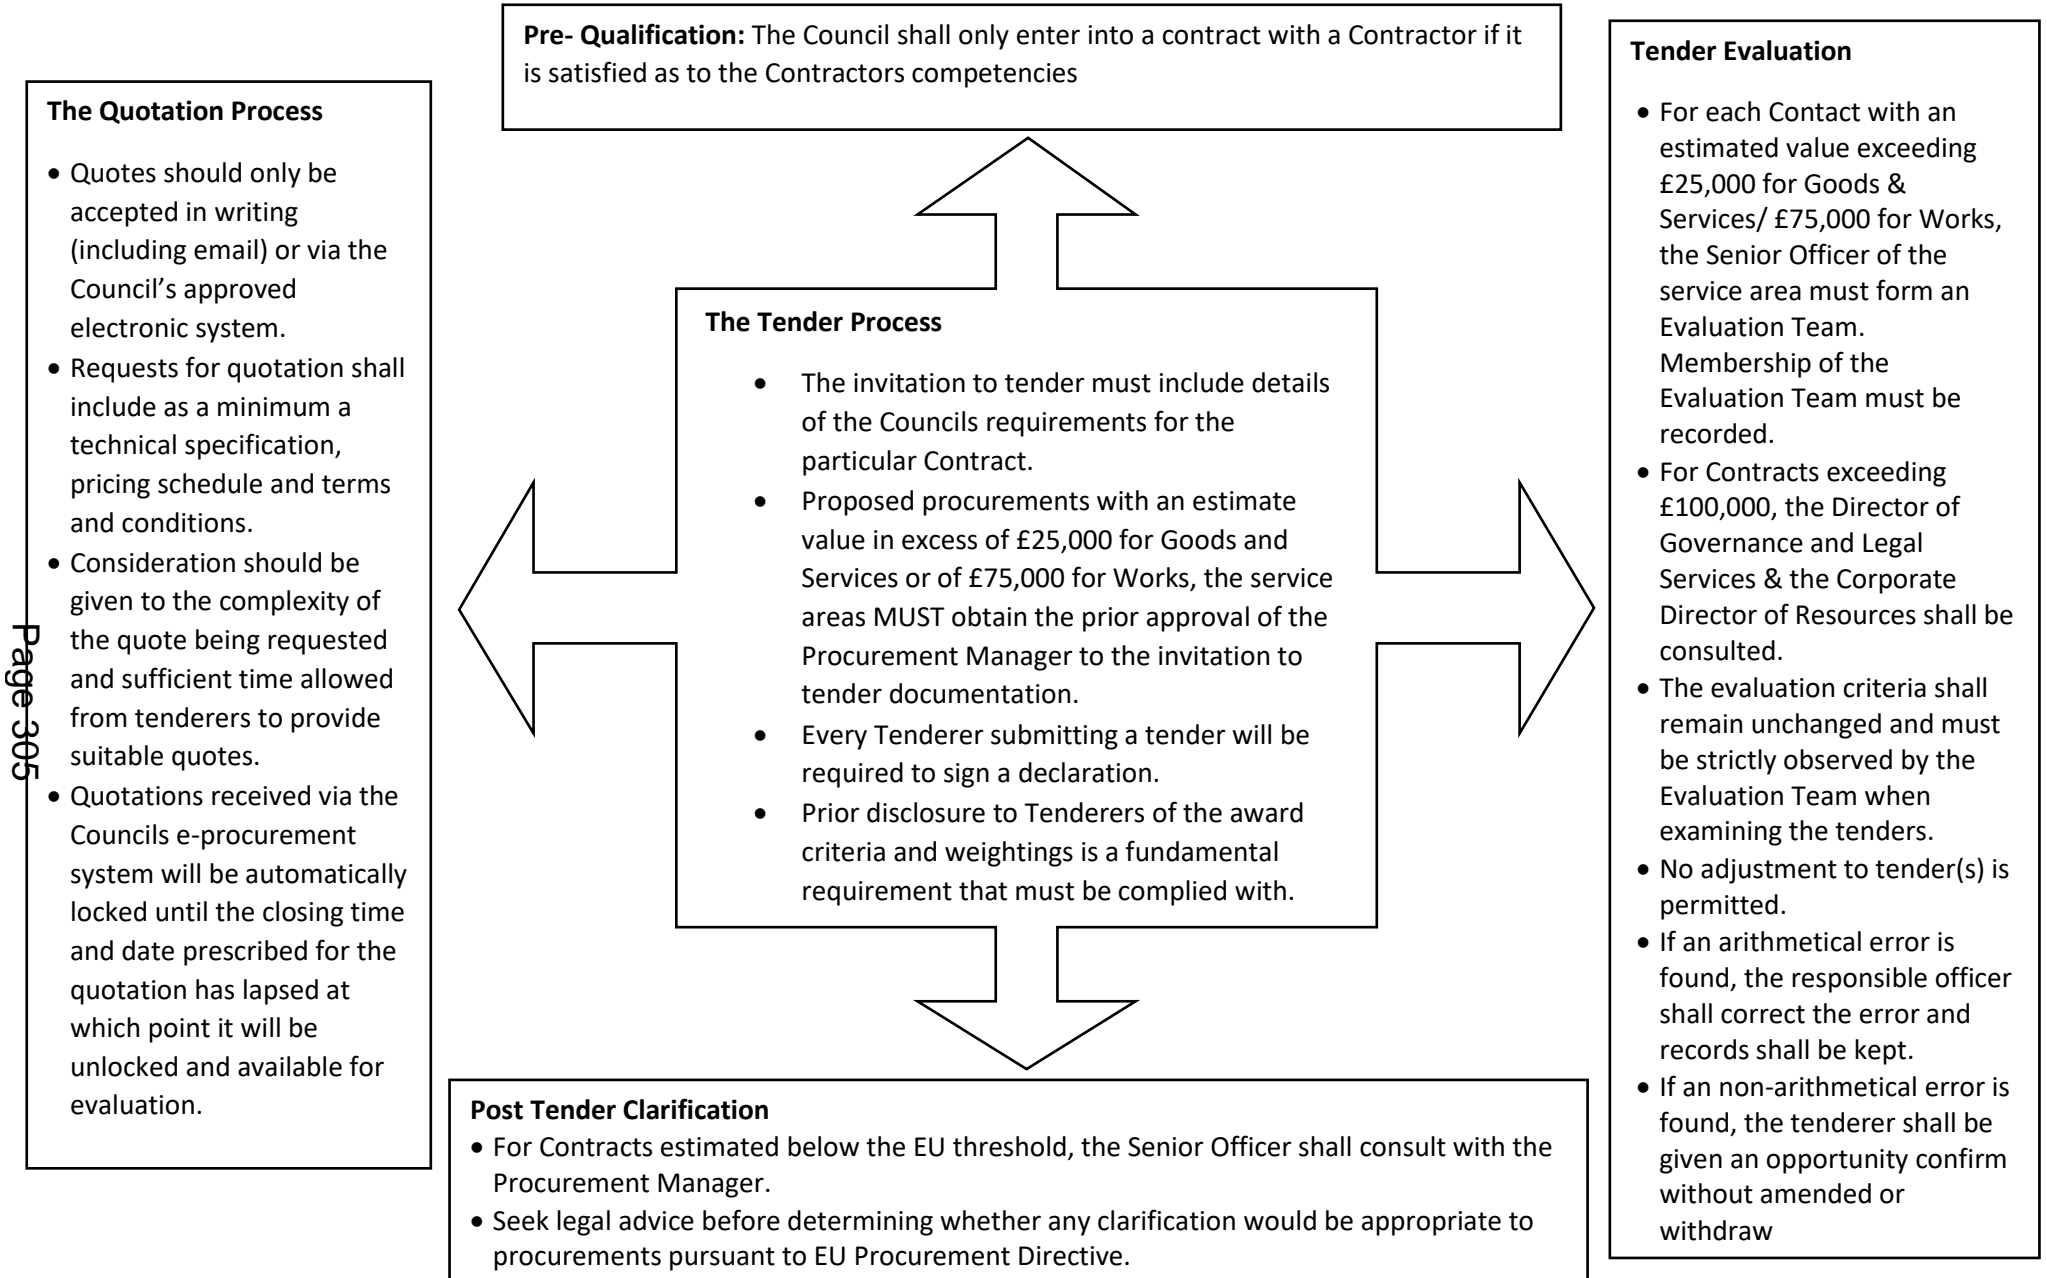 Pre- Qualification: The Council shall only enter into a contract with a Contractor if it
is satisfied as to the Contractors competencies
The Quotation Process
• Quotes should only be
accepted in writing
(including email) or via the
Council’s approved
electronic system.
• Requests for quotation shall
include as a minimum a
technical specification,
pricing schedule and terms
and conditions.
• Consideration should be
given to the complexity of
the quote being requested
and sufficient time allowed
from tenderers to provide
suitable quotes.
• Quotations received via the
Councils e-procurement
system will be automatically
locked until the closing time
and date prescribed for the
quotation has lapsed at
which point it will be
unlocked and available for
evaluation.
Page 305
The Tender Process
• The invitation to tender must include details
of the Councils requirements for the
particular Contract.
• Proposed procurements with an estimate
value in excess of £25,000 for Goods and
Services or of £75,000 for Works, the service
areas MUST obtain the prior approval of the
Procurement Manager to the invitation to
tender documentation.
• Every Tenderer submitting a tender will be
required to sign a declaration.
• Prior disclosure to Tenderers of the award
criteria and weightings is a fundamental
requirement that must be complied with.
Tender Evaluation
• For each Contact with an
estimated value exceeding
£25,000 for Goods &
Services/ £75,000 for Works,
the Senior Officer of the
service area must form an
Evaluation Team.
Membership of the
Evaluation Team must be
recorded.
• For Contracts exceeding
£100,000, the Director of
Governance and Legal
Services & the Corporate
Director of Resources shall be
consulted.
• The evaluation criteria shall
remain unchanged and must
be strictly observed by the
Evaluation Team when
examining the tenders.
• No adjustment to tender(s) is
permitted.
• If an arithmetical error is
found, the responsible officer
shall correct the error and
records shall be kept.
• If an non-arithmetical error is
found, the tenderer shall be
given an opportunity confirm
without amended or
withdraw
Post Tender Clarification
• For Contracts estimated below the EU threshold, the Senior Officer shall consult with the
Procurement Manager.
• Seek legal advice before determining whether any clarification would be appropriate to
procurements pursuant to EU Procurement Directive.